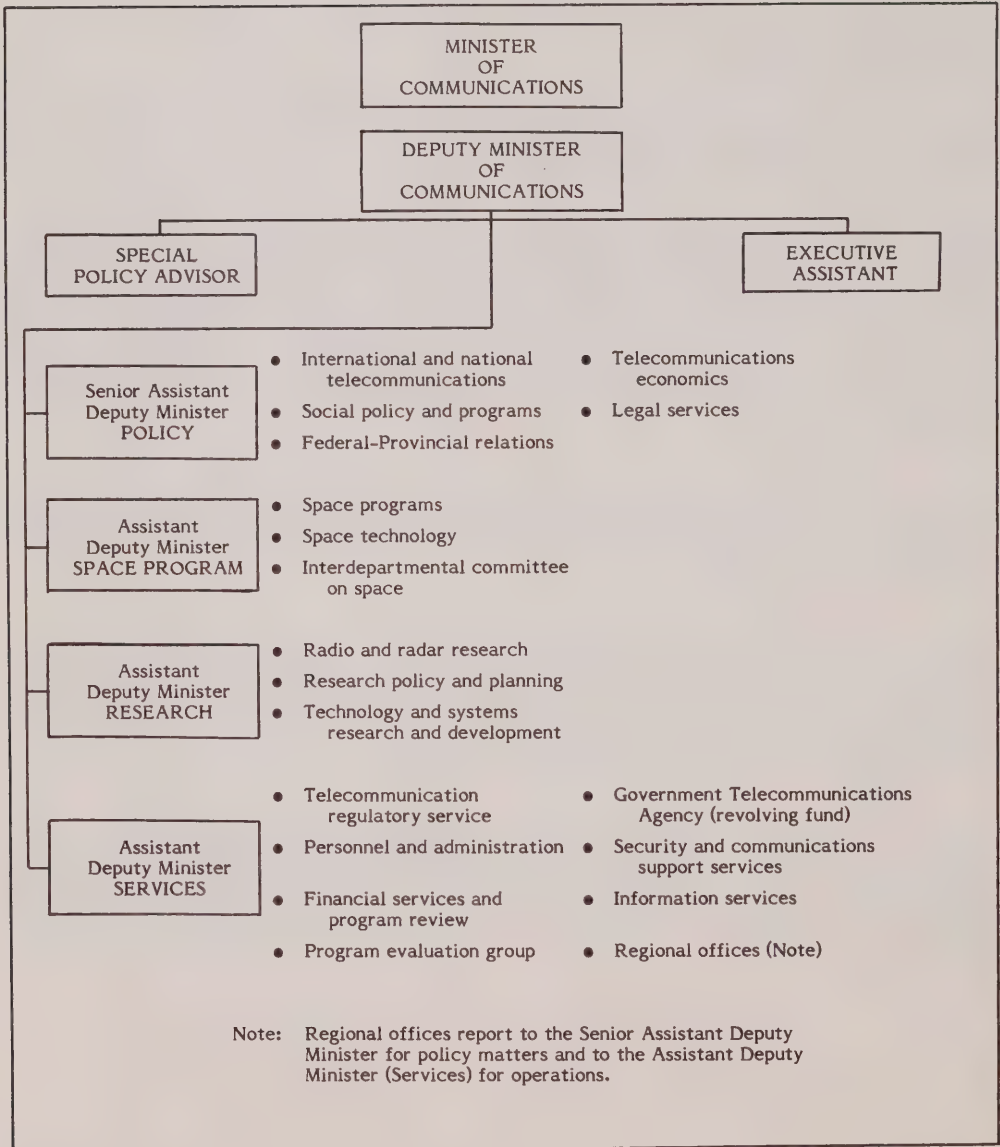 MINISTER
OF
COMMUNICATIONS
DEPUTY MINISTER
OF
COMMUNICATIONS
SPECIAL
POLICY ADVISOR
EXECUTIVE
ASSISTANT
Senior Assistant
Deputy Minister
POLICY
● International and national
telecommunications
● Social policy and programs
● Federal-Provincial relations
● Telecommunications
economics
● Legal services
Assistant
Deputy Minister
SPACE PROGRAM
● Space programs
● Space technology
● Interdepartmental committee
on space
Assistant
Deputy Minister
RESEARCH
● Radio and radar research
● Research policy and planning
● Technology and systems
research and development
Assistant
Deputy Minister
SERVICES
● Telecommunication
regulatory service
● Personnel and administration
● Financial services and
program review
● Program evaluation group
● Government Telecommunications
Agency (revolving fund)
● Security and communications
support services
● Information services
● Regional offices (Note)
Note: Regional offices report to the Senior Assistant Deputy
Minister for policy matters and to the Assistant Deputy
Minister (Services) for operations.